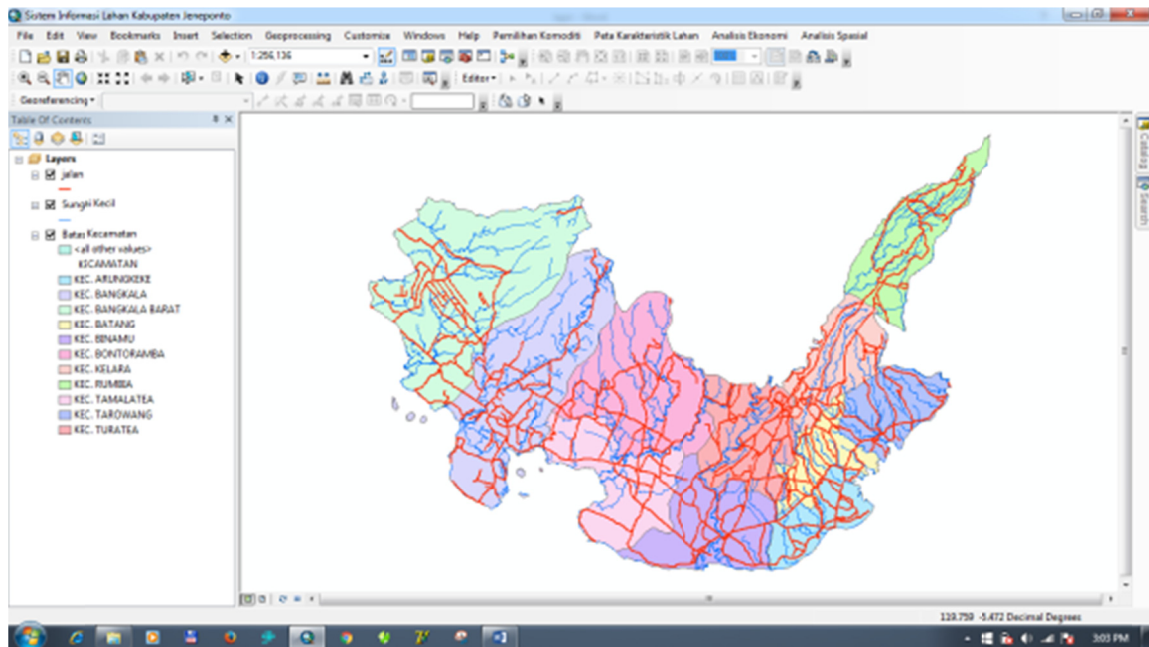 Sistem Informasi Lahan Kabupaten Jeneponto
File Edit View Bookmarks Insert Selection Geoprocessing Customize Windows Help Pemilihan Komoditi Peta Karakteristik Lahan Analisis Ekonomi Analisis Spasial
1:256,136
Editor
Georeferencing
Table Of Contents
Layers
jalan
Sungai Kecil
Batas Kecamatan
<all other values>
KECAMATAN
KEC. ARUNGKEKE
KEC. BANGKALA
KEC. BANGKALA BARAT
KEC. BATANG
KEC. BINAMU
KEC. BONTORAMBA
KEC. KELARA
KEC. RUMBIA
KEC. TAMALATEA
KEC. TAROWANG
KEC. TURATEA
Catalog
Search
119.759 -5.472 Decimal Degrees
3:03 PM